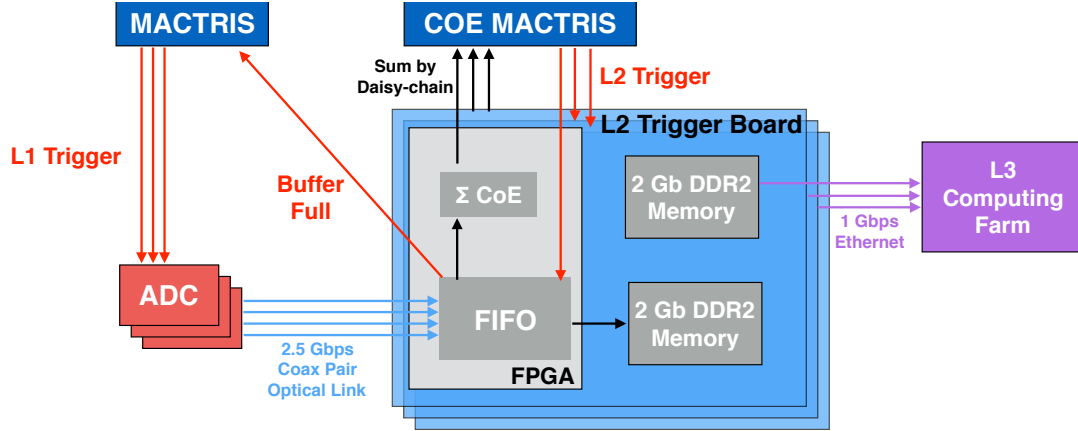 MACTRIS
COE MACTRIS
Sum by
Daisy-chain
L2 Trigger
L2 Trigger Board
L1 Trigger
Buffer
Full
Σ CoE
2 Gb DDR2
Memory
L3
Computing
Farm
1 Gbps
Ethernet
ADC
FIFO
2 Gb DDR2
Memory
2.5 Gbps
Coax Pair
Optical Link
FPGA